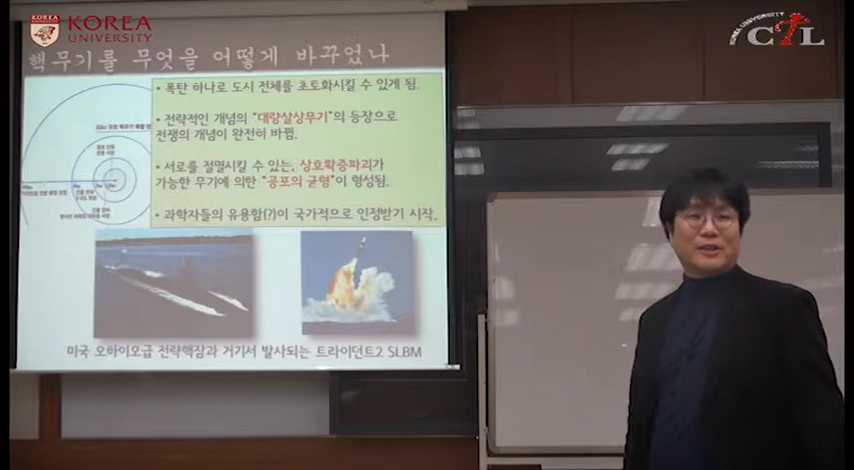 KOREA
UNIVERSITY
KOREA UNIVERSITY
CTL
핵무기를 무엇을 어떻게 바꾸었나
• 폭탄 하나로 도시 전체를 초토화시킬 수 있게 됨.
• 전략적인 개념의 "대량살상무기"의 등장으로
전쟁의 개념이 완전히 바뀜.
• 서로를 절멸시킬 수 있는, 상호확증파괴가
가능한 무기에 의한 "공포의 균형"이 형성됨.
• 과학자들의 유용함(?)이 국가적으로 인정받기 시작.
미국 오하이오급 전략핵잠과 거기서 발사되는 트라이던트2 SLBM